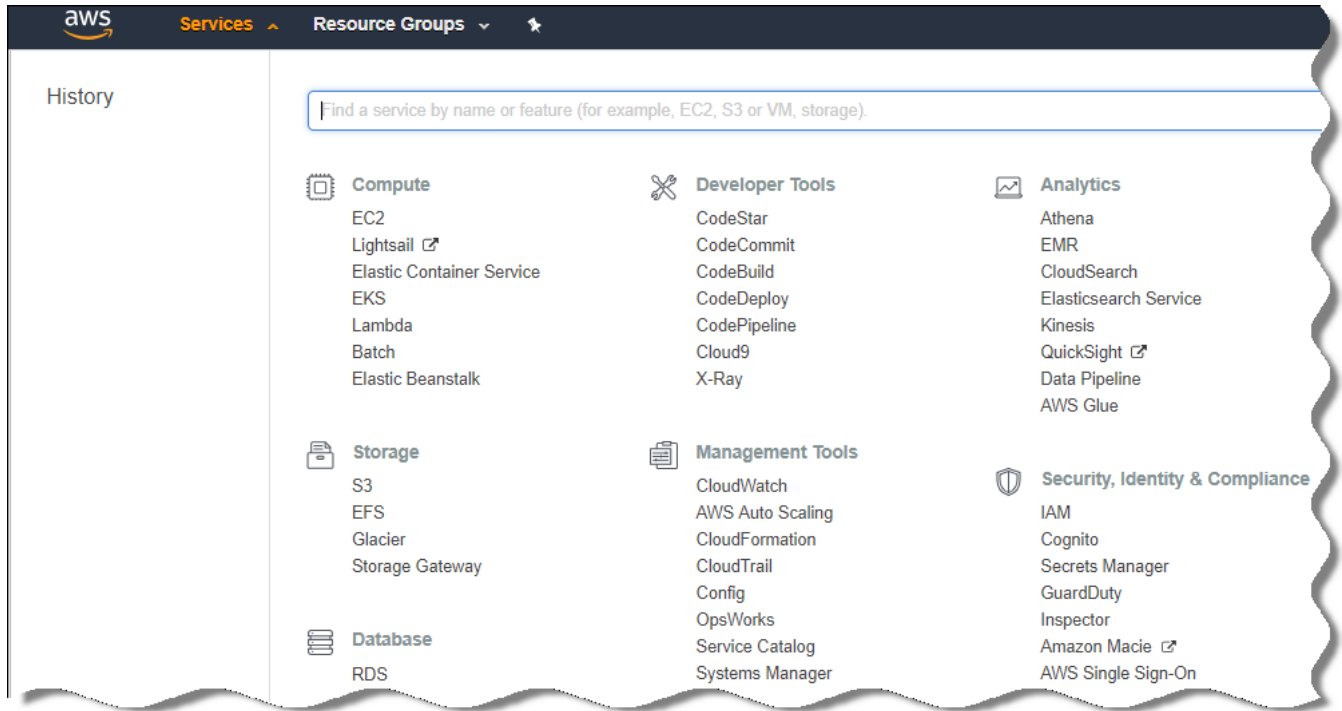 aws Services Resource Groups
History
Find a service by name or feature (for example, EC2, S3 or VM, storage).
Compute
EC2
Lightsail
Elastic Container Service
EKS
Lambda
Batch
Elastic Beanstalk
Storage
S3
EFS
Glacier
Storage Gateway
Database
RDS
Developer Tools
CodeStar
CodeCommit
CodeBuild
CodeDeploy
CodePipeline
Cloud9
X-Ray
Management Tools
CloudWatch
AWS Auto Scaling
CloudFormation
CloudTrail
Config
OpsWorks
Service Catalog
Systems Manager
Analytics
Athena
EMR
CloudSearch
Elasticsearch Service
Kinesis
QuickSight
Data Pipeline
AWS Glue
Security, Identity & Compliance
IAM
Cognito
Secrets Manager
GuardDuty
Inspector
Amazon Macie
AWS Single Sign-On